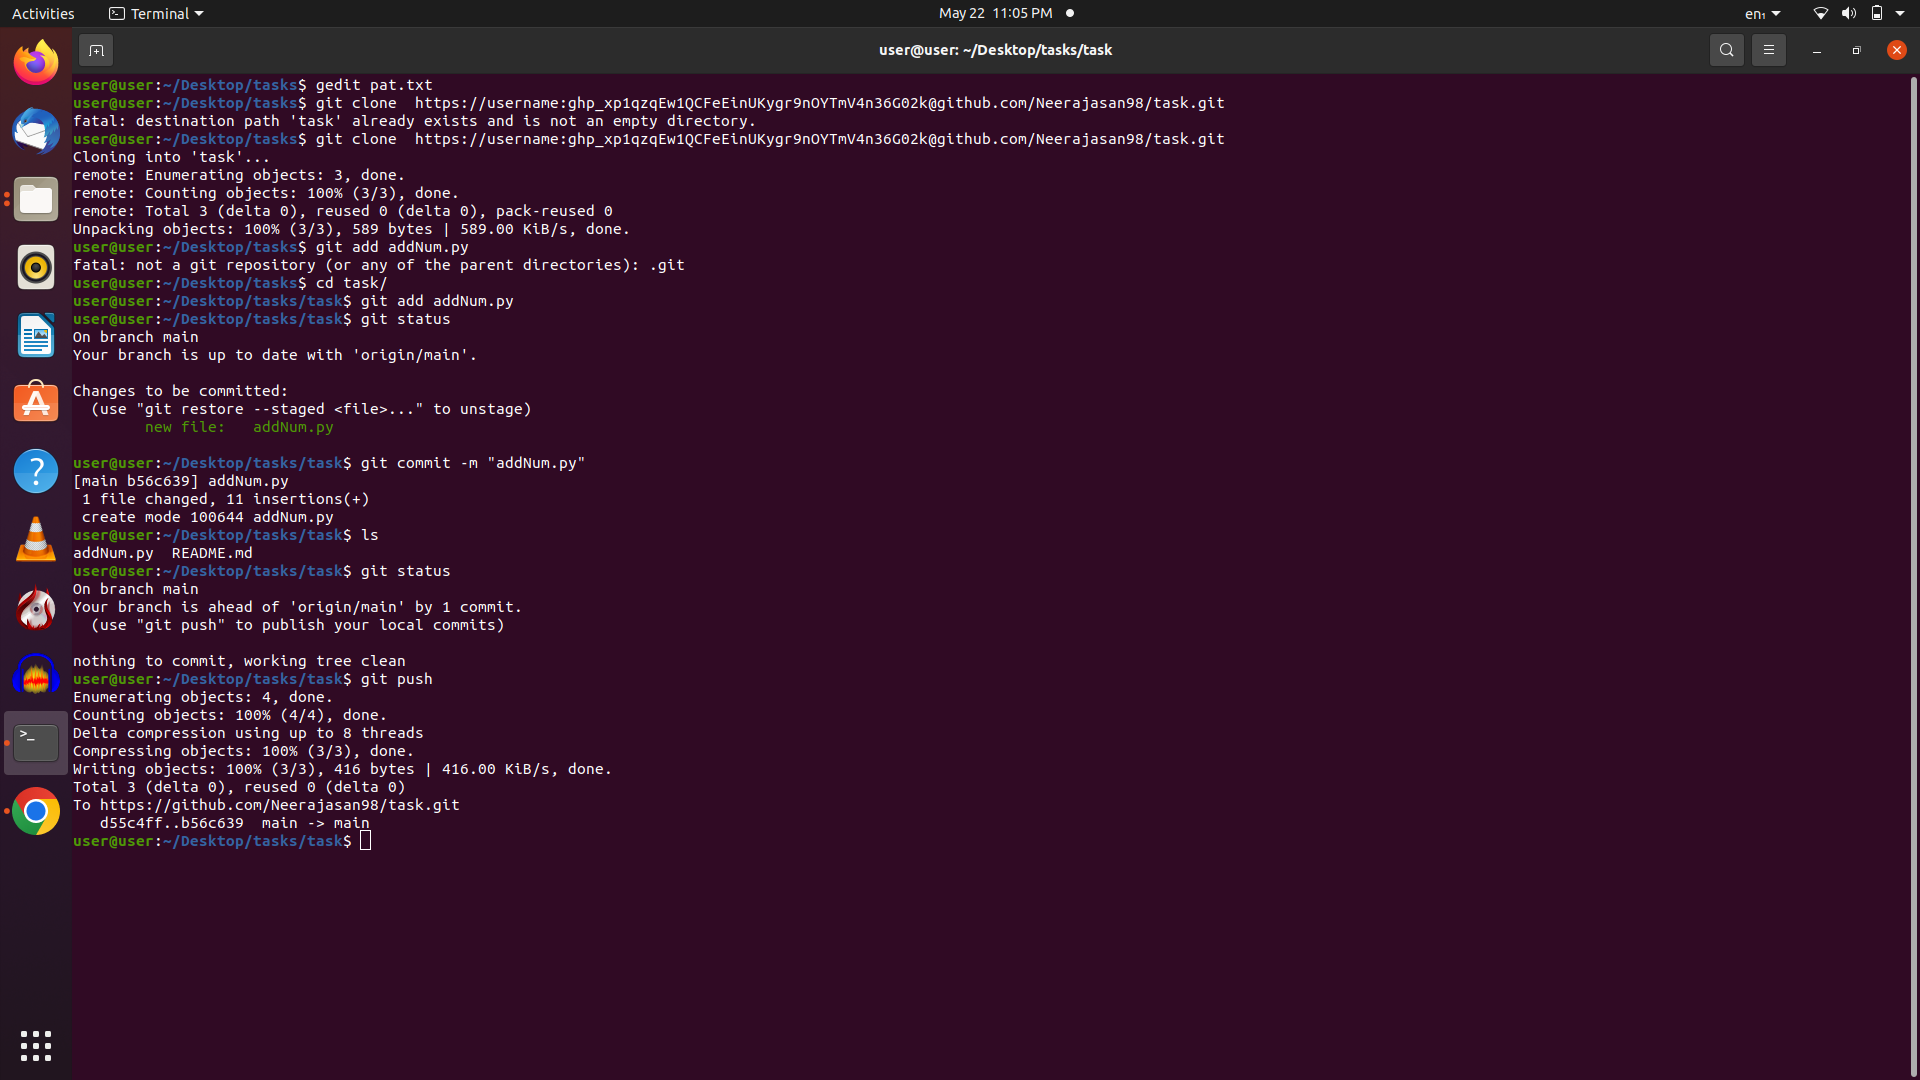 Activities
Terminal
May 22 11:05 PM
en₁
user@user: ~/Desktop/tasks/task
user@user:~/Desktop/tasks$ gedit pat.txt
user@user:~/Desktop/tasks$ git clone  https://username: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@github.com/Neerajasan98/task.git
fatal: destination path 'task' already exists and is not an empty directory.
user@user:~/Desktop/tasks$ git clone  https://username: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@github.com/Neerajasan98/task.git
Cloning into 'task'...
remote: Enumerating objects: 3, done.
remote: Counting objects: 100% (3/3), done.
remote: Total 3 (delta 0), reused 0 (delta 0), pack-reused 0
Unpacking objects: 100% (3/3), 589 bytes | 589.00 KiB/s, done.
user@user:~/Desktop/tasks$ git add addNum.py
fatal: not a git repository (or any of the parent directories): .git
user@user:~/Desktop/tasks$ cd task/
user@user:~/Desktop/tasks/task$ git add addNum.py
user@user:~/Desktop/tasks/task$ git status
On branch main
Your branch is up to date with 'origin/main'.
Changes to be committed:
  (use "git restore --staged <file>..." to unstage)
        new file:   addNum.py
user@user:~/Desktop/tasks/task$ git commit -m "addNum.py"
[main b56c639] addNum.py
 1 file changed, 11 insertions(+)
 create mode 100644 addNum.py
user@user:~/Desktop/tasks/task$ ls
addNum.py  README.md
user@user:~/Desktop/tasks/task$ git status
On branch main
Your branch is ahead of 'origin/main' by 1 commit.
  (use "git push" to publish your local commits)
nothing to commit, working tree clean
user@user:~/Desktop/tasks/task$ git push
Enumerating objects: 4, done.
Counting objects: 100% (4/4), done.
Delta compression using up to 8 threads
Compressing objects: 100% (3/3), done.
Writing objects: 100% (3/3), 416 bytes | 416.00 KiB/s, done.
Total 3 (delta 0), reused 0 (delta 0)
To https://github.com/Neerajasan98/task.git
   d55c4ff..b56c639  main -> main
user@user:~/Desktop/tasks/task$